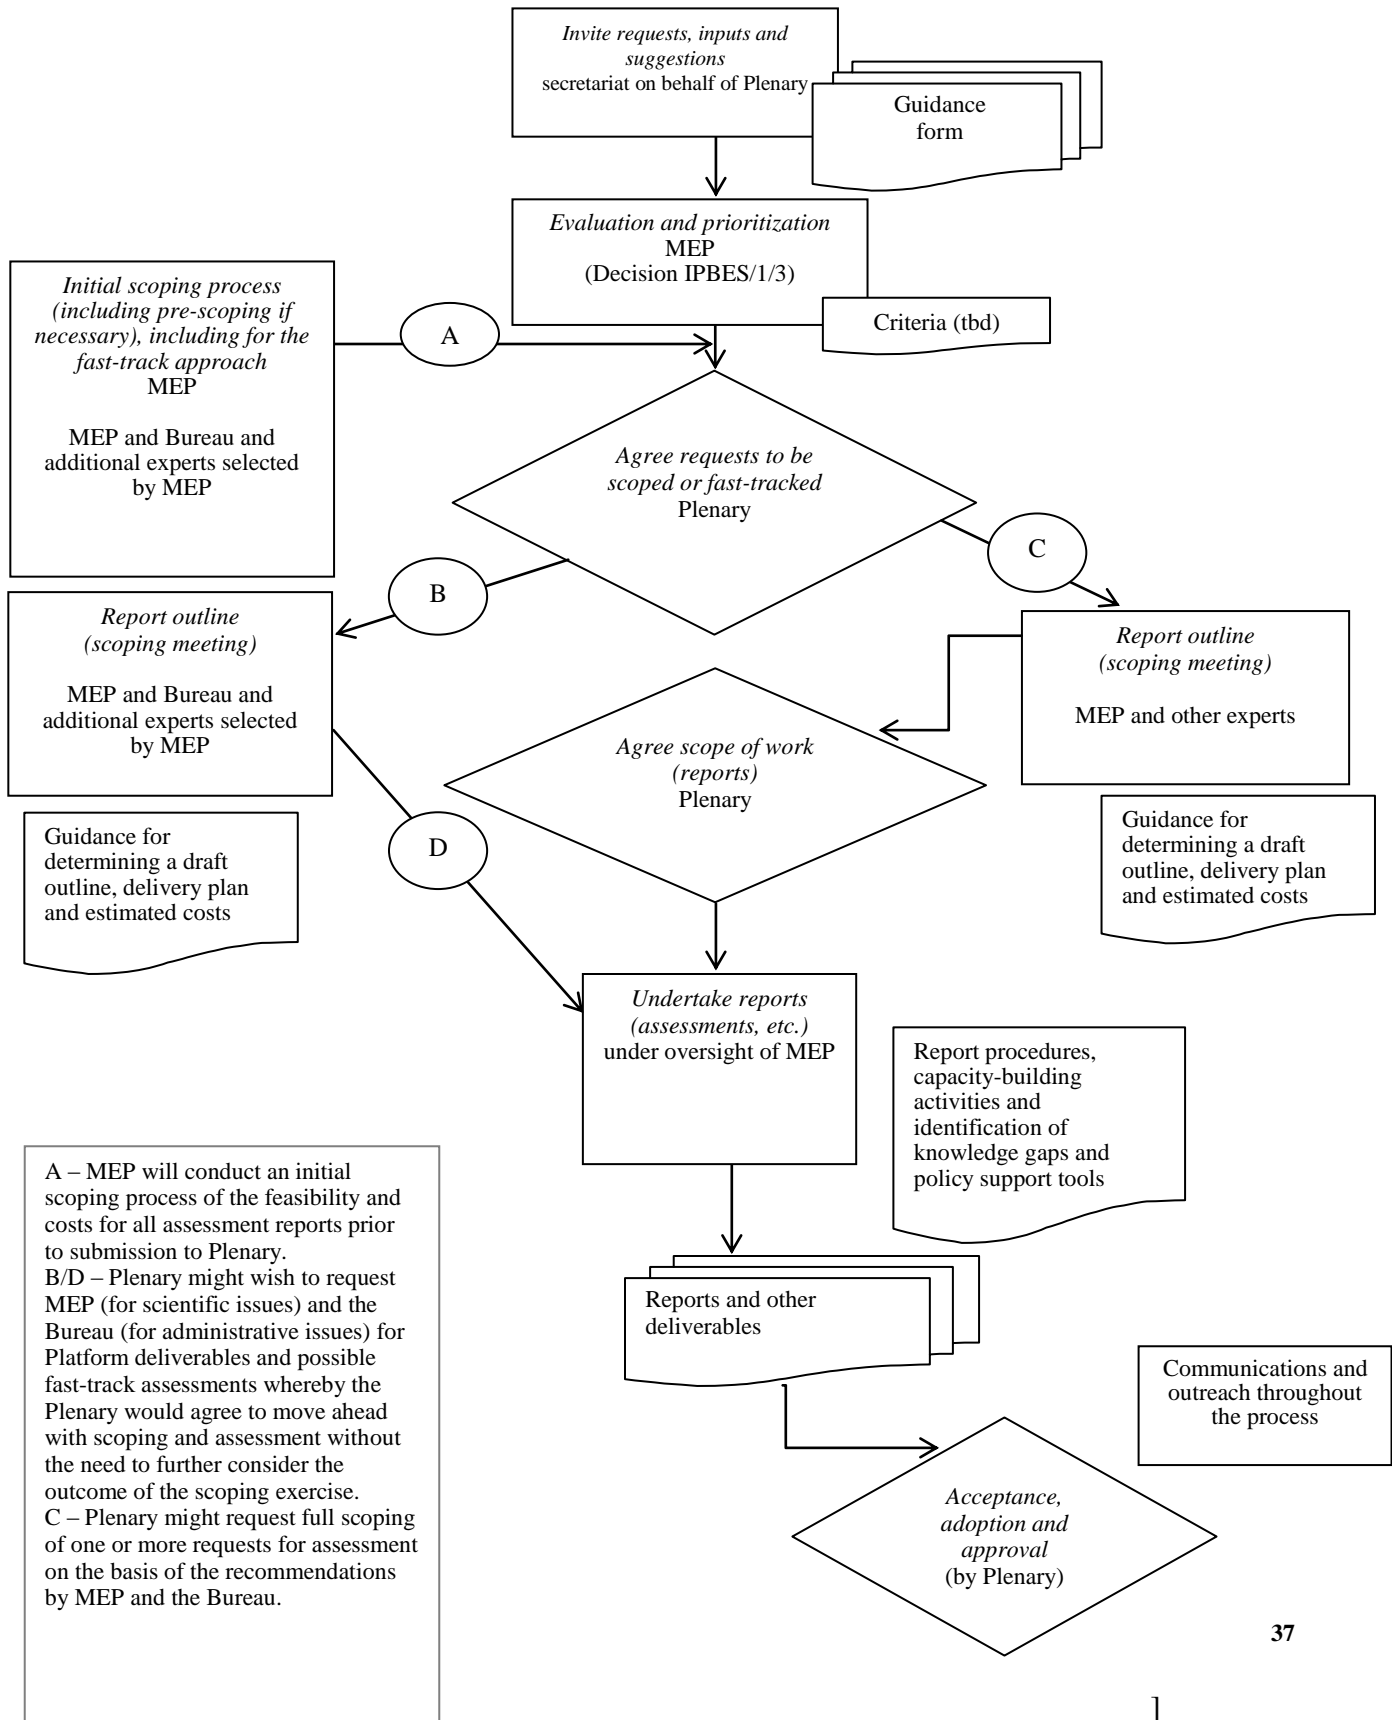 Invite requests, inputs and
suggestions
secretariat on behalf of Plenary
Guidance
form
Evaluation and prioritization
MEP
(Decision IPBES/1/3)
Criteria (tbd)
Initial scoping process
(including pre-scoping if
necessary), including for the
fast-track approach
MEP
MEP and Bureau and
additional experts selected
by MEP
A
Agree requests to be
scoped or fast-tracked
Plenary
B
C
Report outline
(scoping meeting)
MEP and Bureau and
additional experts selected
by MEP
Report outline
(scoping meeting)
MEP and other experts
Agree scope of work
(reports)
Plenary
Guidance for
determining a draft
outline, delivery plan
and estimated costs
D
Guidance for
determining a draft
outline, delivery plan
and estimated costs
Undertake reports
(assessments, etc.)
under oversight of MEP
Report procedures,
capacity-building
activities and
identification of
knowledge gaps and
policy support tools
A – MEP will conduct an initial
scoping process of the feasibility and
costs for all assessment reports prior
to submission to Plenary.
B/D – Plenary might wish to request
MEP (for scientific issues) and the
Bureau (for administrative issues) for
Platform deliverables and possible
fast-track assessments whereby the
Plenary would agree to move ahead
with scoping and assessment without
the need to further consider the
outcome of the scoping exercise.
C – Plenary might request full scoping
of one or more requests for assessment
on the basis of the recommendations
by MEP and the Bureau.
Reports and other
deliverables
Communications and
outreach throughout
the process
Acceptance,
adoption and
approval
(by Plenary)
37
]